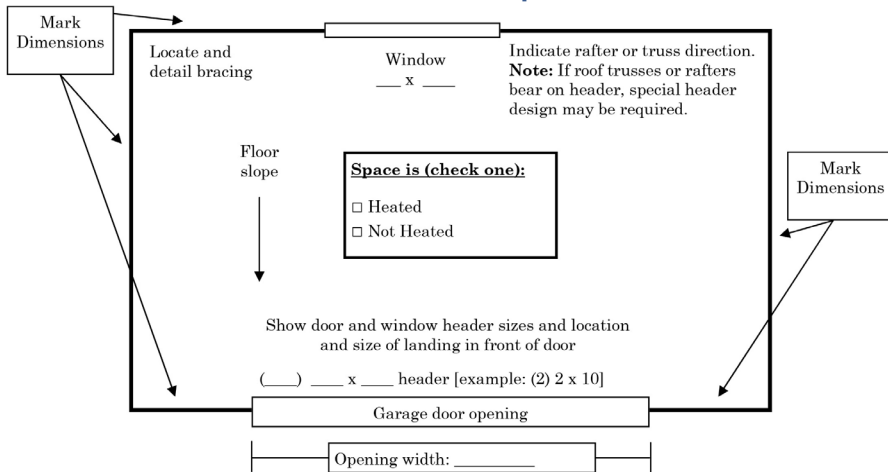 Mark
Dimensions
Locate and
detail bracing
Window
___ x ____
Indicate rafter or truss direction.
Note: If roof trusses or rafters
bear on header, special header
design may be required.
Floor
slope
Space is (check one):
□ Heated
□ Not Heated
Mark
Dimensions
Show door and window header sizes and location
and size of landing in front of door
(____) ____ x ____ header [example: (2) 2 x 10]
Garage door opening
Opening width: __________